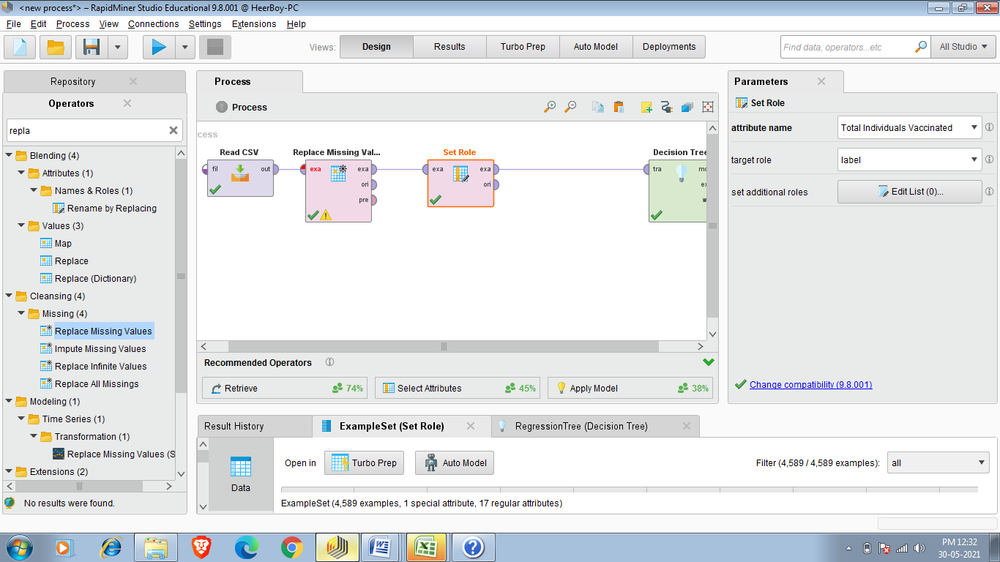 <new process*> – RapidMiner Studio Educational 9.8.001 @ HeerBoy-PC
File Edit Process View Connections Settings Extensions Help
Views: Design Results Turbo Prep Auto Model Deployments
Find data, operators...etc All Studio
Repository
Operators
repla
Blending (4)
Attributes (1)
Names & Roles (1)
Rename by Replacing
Values (3)
Map
Replace
Replace (Dictionary)
Cleansing (4)
Missing (4)
Replace Missing Values
Impute Missing Values
Replace Infinite Values
Replace All Missings
Modeling (1)
Time Series (1)
Transformation (1)
Replace Missing Values (S
Extensions (2)
No results were found.
Process
Process
cess
Read CSV
fil out
Replace Missing Val...
exa exa
ori
pre
Set Role
exa exa
ori
Decision Tree
tra mo
ex
w
Recommended Operators
Retrieve 74%
Select Attributes 45%
Apply Model 38%
Parameters
Set Role
attribute name Total Individuals Vaccinated
target role label
set additional roles Edit List (0)...
Change compatibility (9.8.001)
Result History
ExampleSet (Set Role)
RegressionTree (Decision Tree)
Data
Open in Turbo Prep Auto Model
Filter (4,589 / 4,589 examples): all
ExampleSet (4,589 examples, 1 special attribute, 17 regular attributes)
PM 12:32
30-05-2021